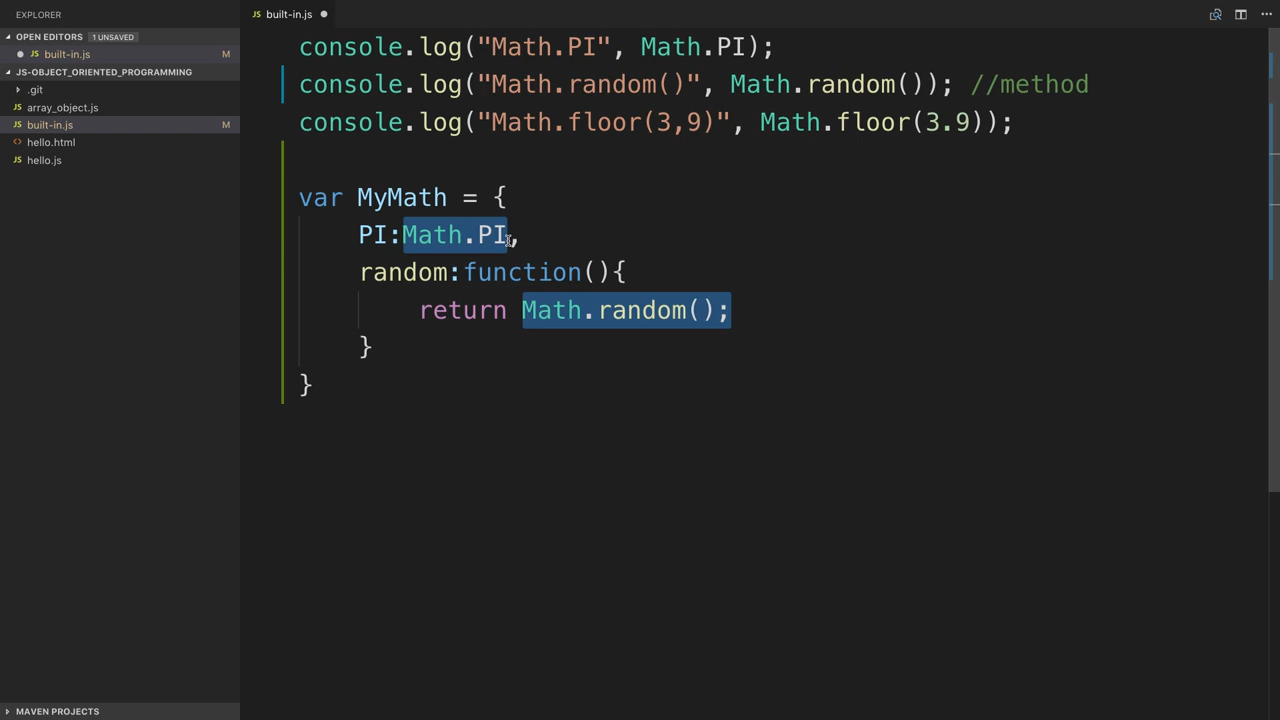 EXPLORER
OPEN EDITORS 1 UNSAVED
built-in.js M
JS-OBJECT_ORIENTED_PROGRAMMING
.git
array_object.js
built-in.js M
hello.html
hello.js
MAVEN PROJECTS
built-in.js
console.log("Math.PI", Math.PI);
console.log("Math.random()", Math.random()); //method
console.log("Math.floor(3,9)", Math.floor(3.9));
var MyMath = {
PI:Math.PI,
random:function(){
return Math.random();
}
}